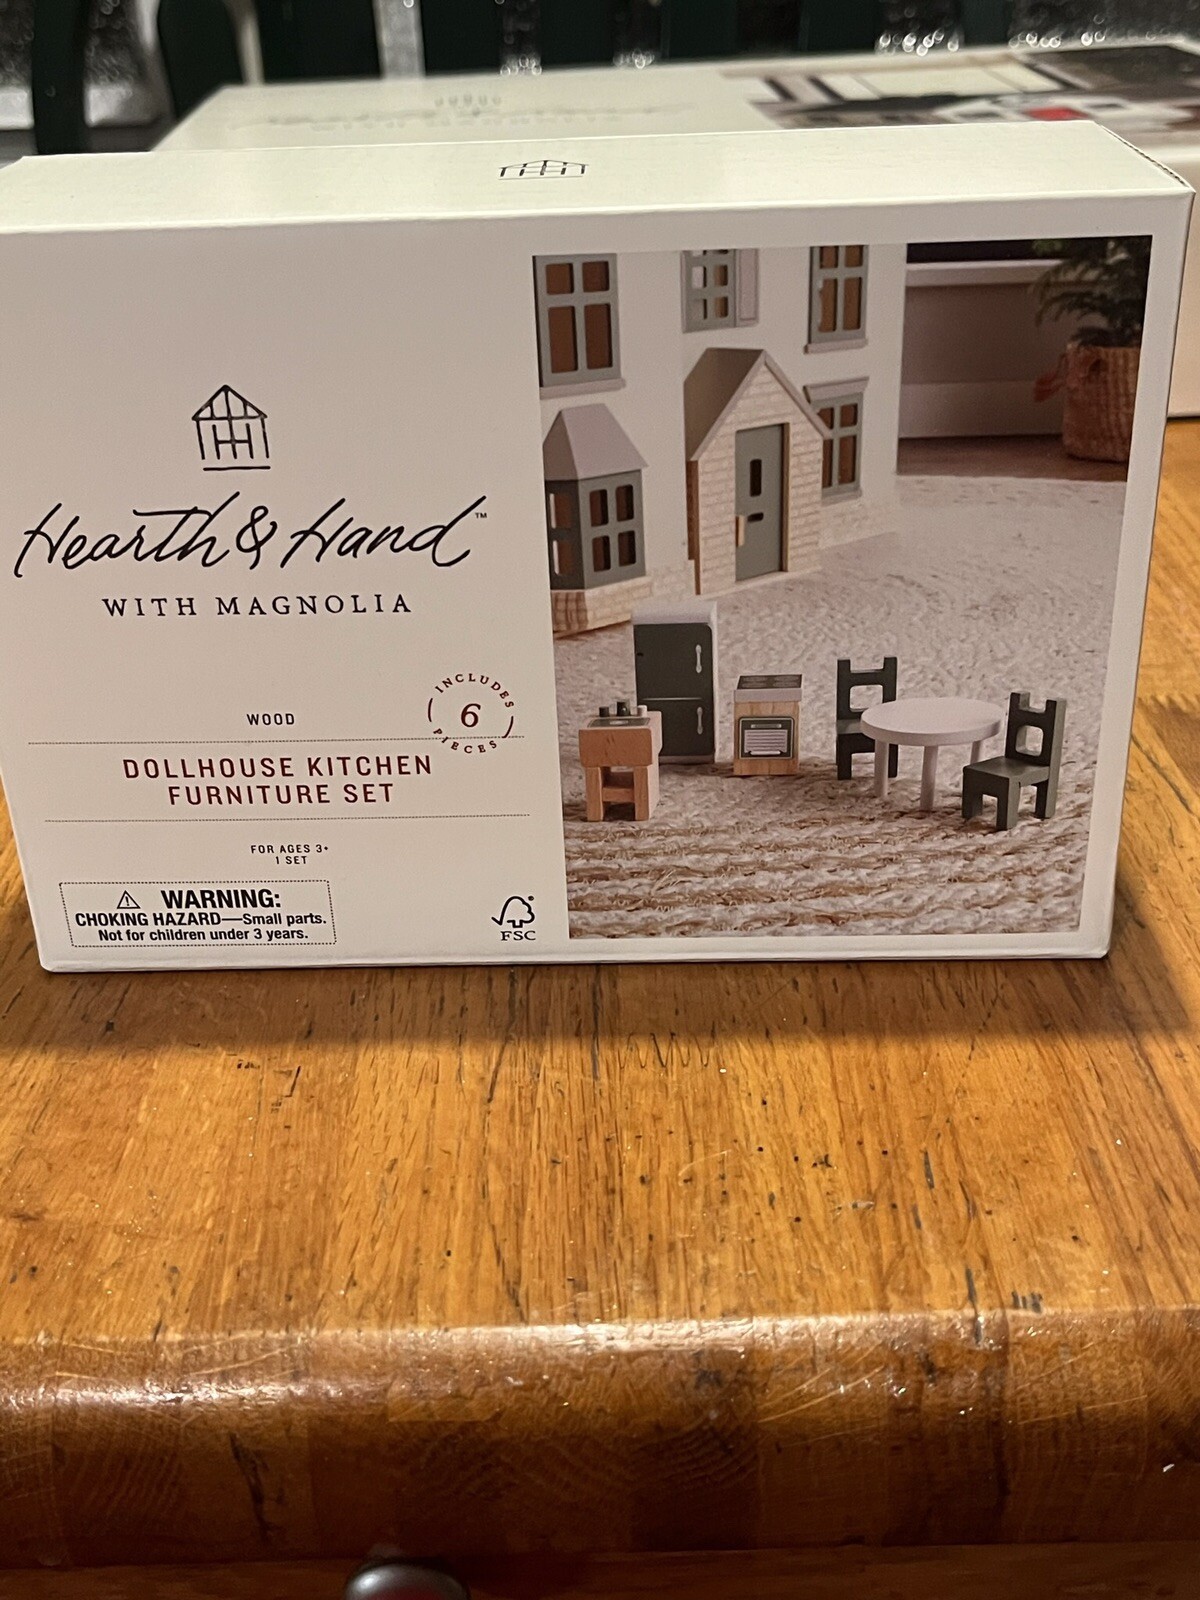 Hearth & Hand™
WITH MAGNOLIA
INCLUDES
6
PIECES
WOOD
DOLLHOUSE KITCHEN
FURNITURE SET
FOR AGES 3+
1 SET
⚠ WARNING:
CHOKING HAZARD—Small parts.
Not for children under 3 years.
FSC®